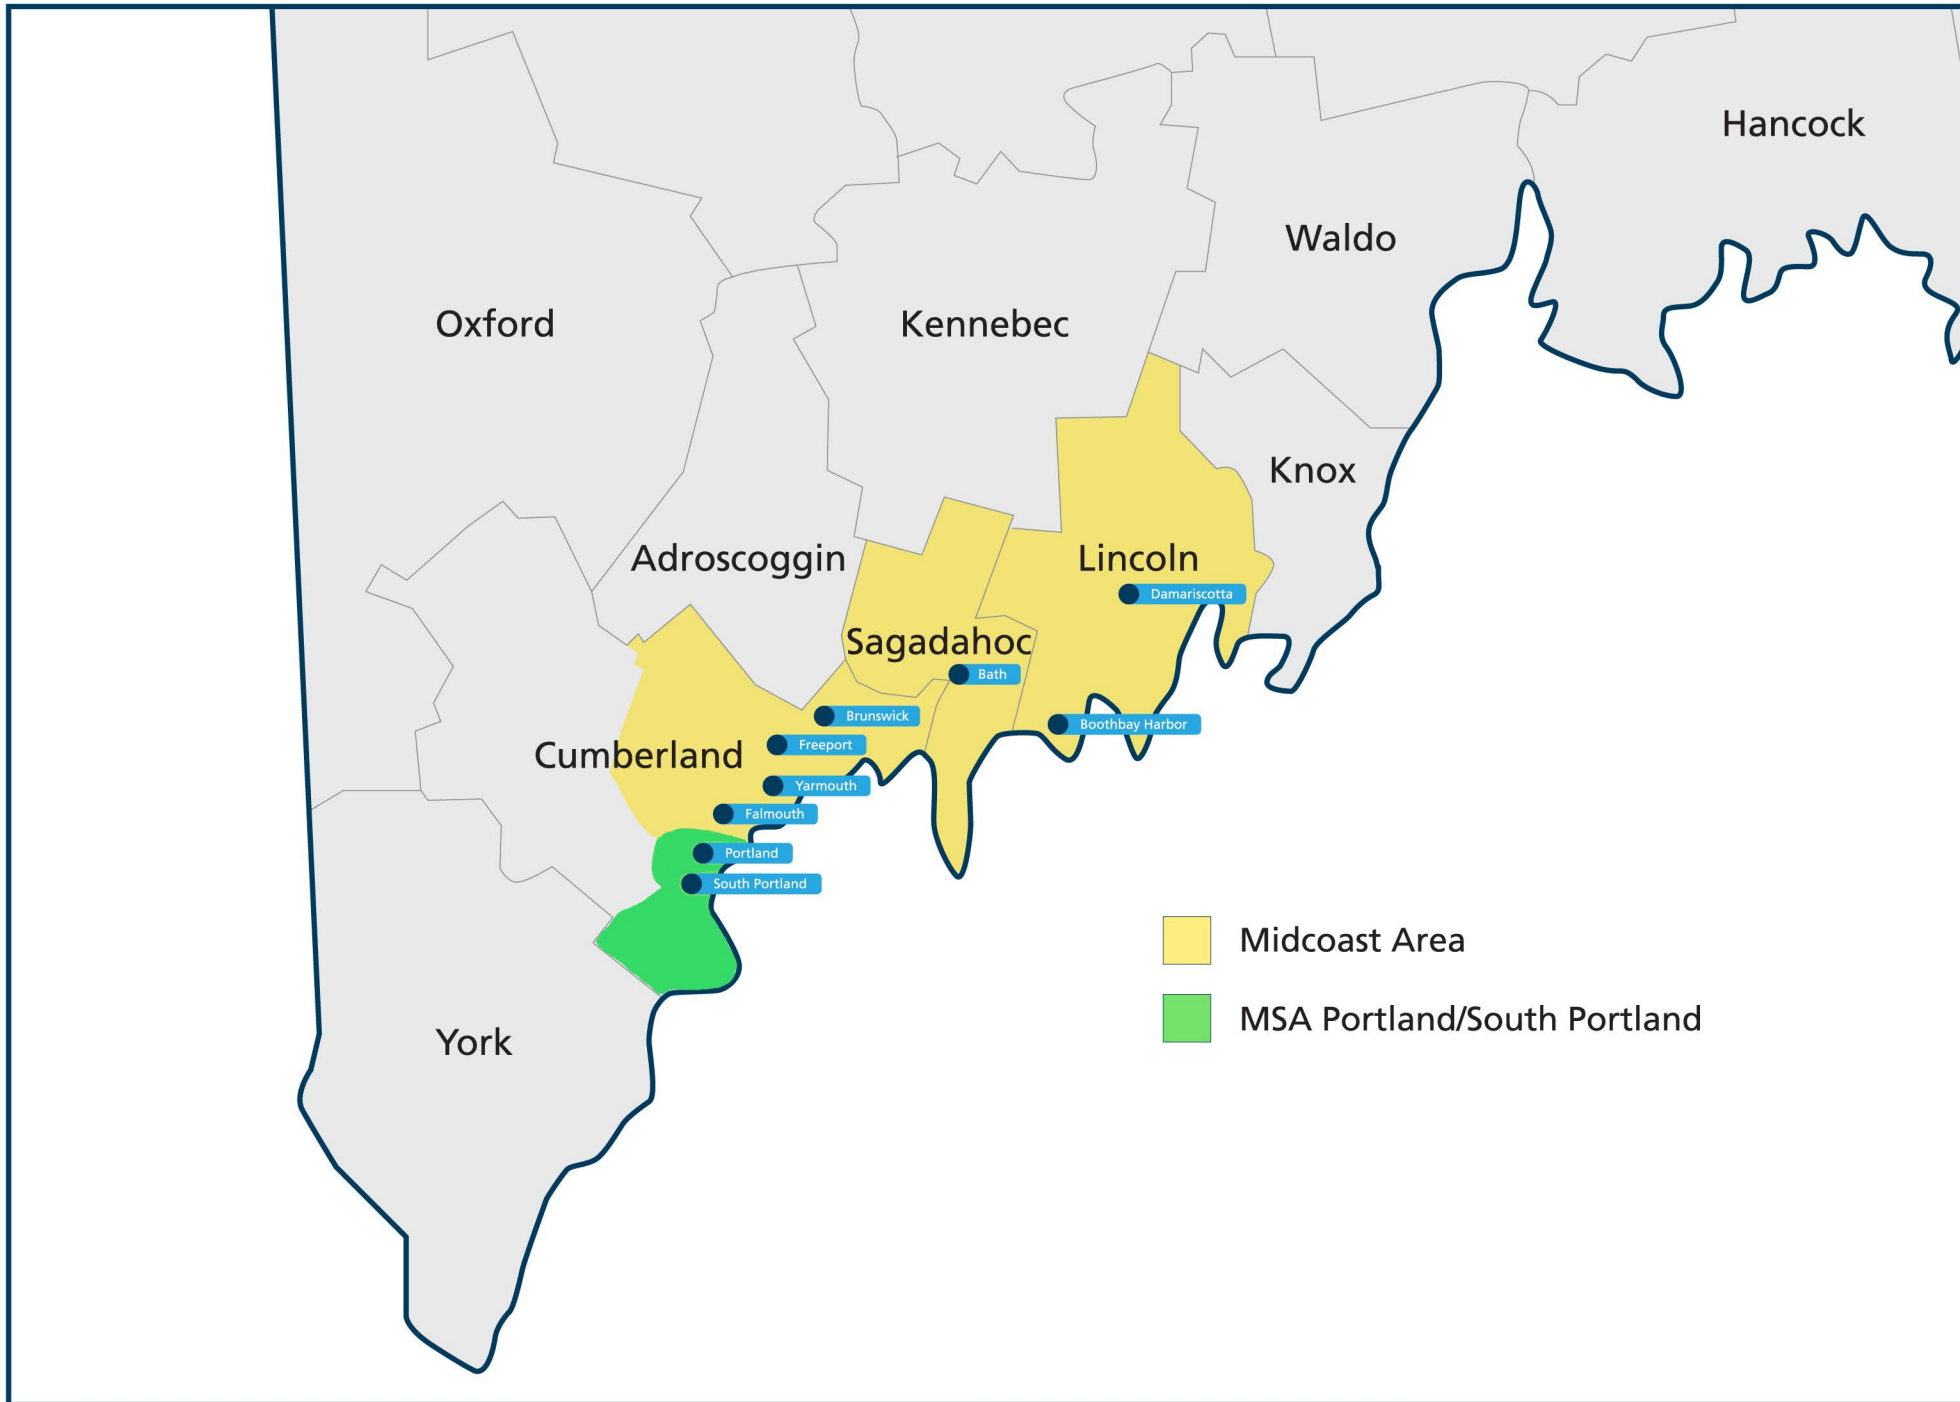 Hancock
Waldo
Oxford
Kennebec
Knox
Adroscoggin
Lincoln
Damariscotta
Sagadahoc
Bath
Brunswick
Boothbay Harbor
Freeport
Cumberland
Yarmouth
Falmouth
Portland
South Portland
Midcoast Area
MSA Portland/South Portland
York